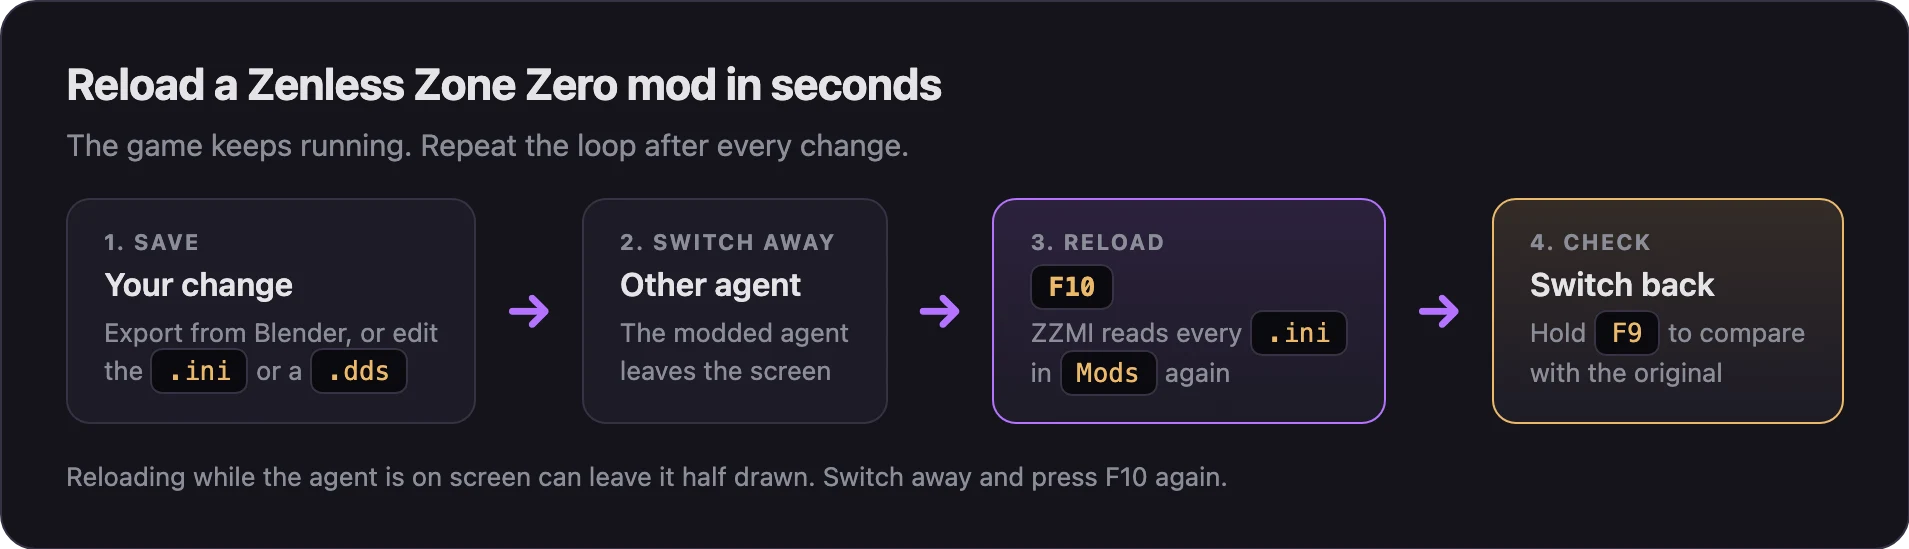 Reload a Zenless Zone Zero mod in seconds
The game keeps running. Repeat the loop after every change.
1. SAVE
Your change
Export from Blender, or edit
the .ini or a .dds
2. SWITCH AWAY
Other agent
The modded agent
leaves the screen
3. RELOAD
F10
ZZMI reads every .ini
in Mods again
4. CHECK
Switch back
Hold F9 to compare
with the original
Reloading while the agent is on screen can leave it half drawn. Switch away and press F10 again.